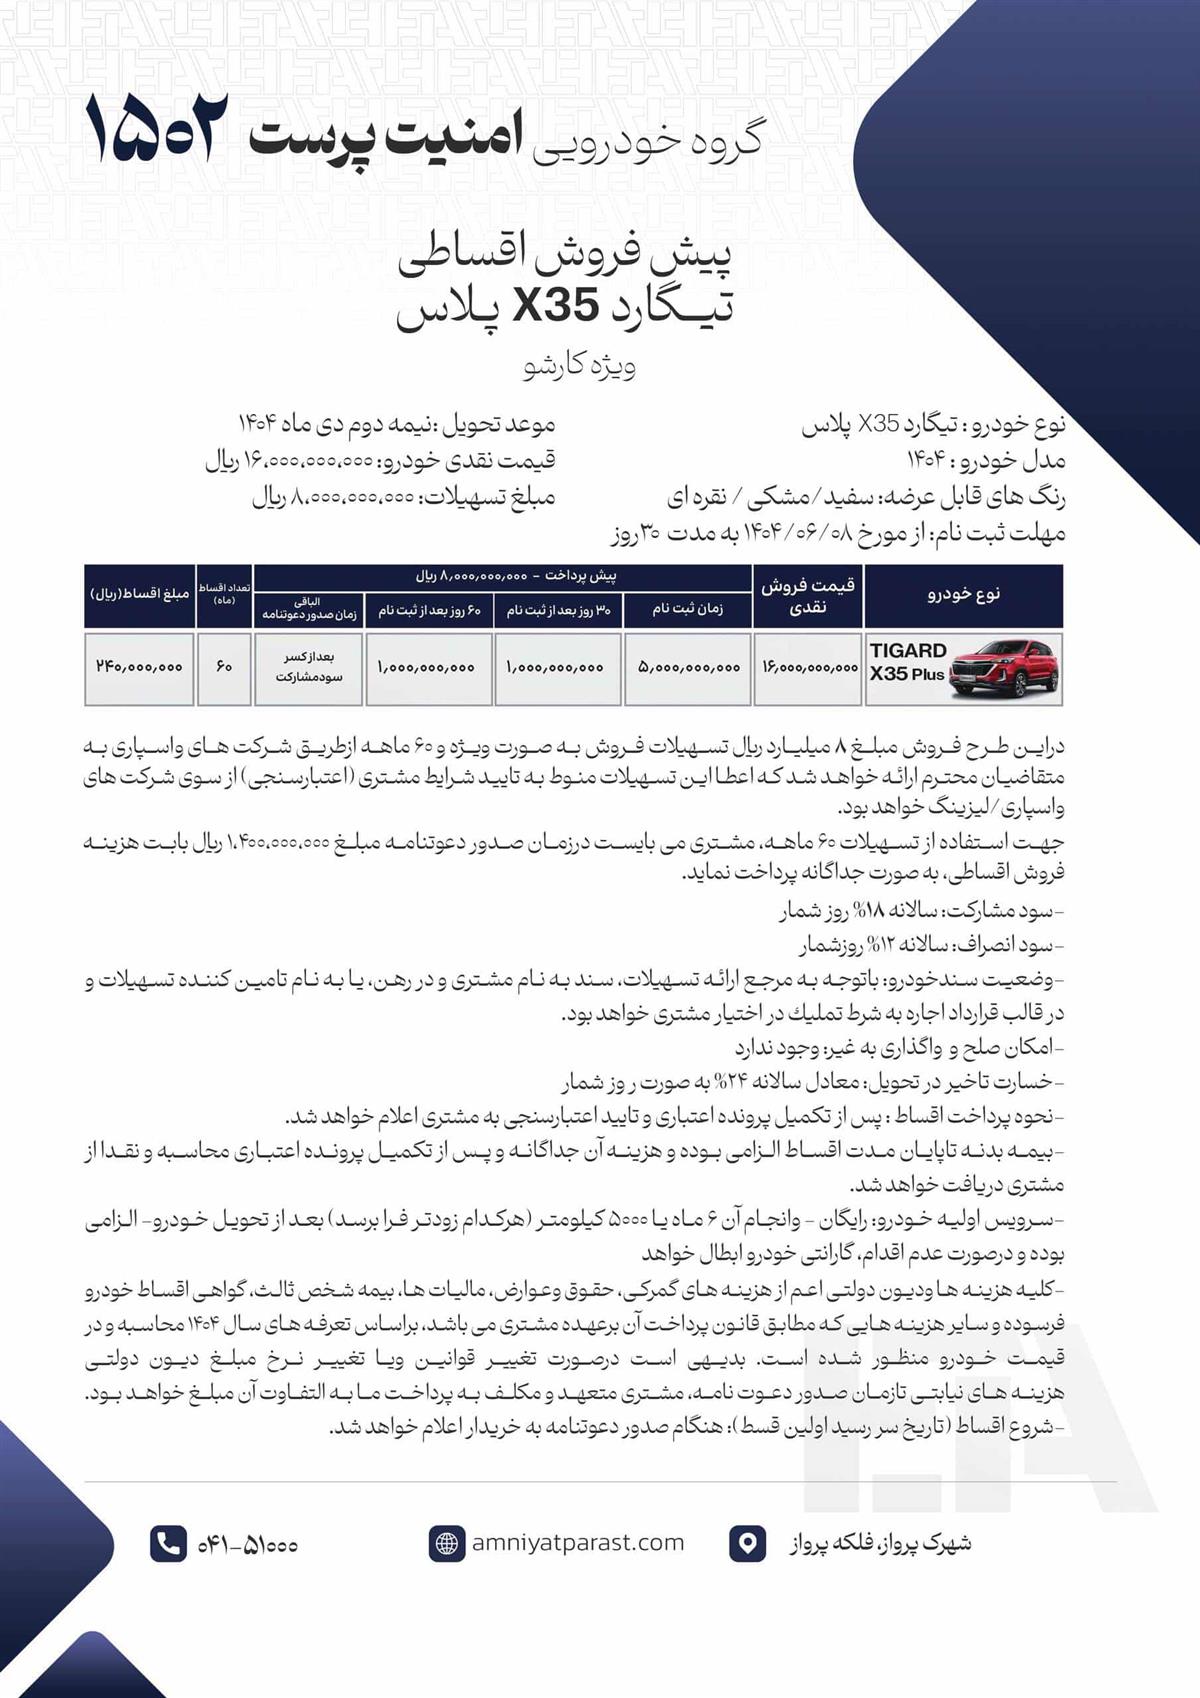 گروه خودرویی امنیت پرست ۱۵۰۲
پیش فروش اقساطی
تیگارد X35 پلاس
ویژه کارشو
نوع خودرو : تیگارد X35 پلاس
مدل خودرو : ۱۴۰۴
رنگ های قابل عرضه: سفید/مشکی / نقره ای
مهلت ثبت نام: از مورخ ۱۴۰۴/۰۶/۰۸ به مدت ۳۰روز
موعد تحویل :نیمه دوم دی ماه ۱۴۰۴
قیمت نقدی خودرو: ۱۶،۰۰۰،۰۰۰،۰۰۰ ریال
مبلغ تسهیلات: ۸،۰۰۰،۰۰۰،۰۰۰ ریال
نوع خودرو
قیمت فروش نقدی
پیش پرداخت - ۸,۰۰۰,۰۰۰,۰۰۰ ریال
زمان ثبت نام
۳۰ روز بعد از ثبت نام
۶۰ روز بعد از ثبت نام
الباقی زمان صدور دعوتنامه
تعداد اقساط (ماه)
مبلغ اقساط(ریال)
TIGARD
X35 Plus
۱۶,۰۰۰,۰۰۰,۰۰۰
۵,۰۰۰,۰۰۰,۰۰۰
۱,۰۰۰,۰۰۰,۰۰۰
۱,۰۰۰,۰۰۰,۰۰۰
بعد از کسر
سودمشارکت
۶۰
۲۴۰,۰۰۰,۰۰۰
دراین طرح فروش مبلغ ۸ میلیارد ریال تسهیلات فروش به صورت ویژه و ۶۰ ماهه ازطریق شرکت های واسپاری به
متقاضیان محترم ارائه خواهد شد که اعطا این تسهیلات منوط به تایید شرایط مشتری (اعتبارسنجی) از سوی شرکت های
واسپاری/لیزینگ خواهد بود.
جهت استفاده از تسهیلات ۶۰ ماهه، مشتری می بایست درزمان صدور دعوتنامه مبلغ ۱،۴۰۰،۰۰۰،۰۰۰ ریال بابت هزینه
فروش اقساطی، به صورت جداگانه پرداخت نماید.
-سود مشارکت: سالانه ۱۸% روز شمار
-سود انصراف: سالانه ۱۲% روزشمار
-وضعیت سندخودرو: باتوجه به مرجع ارائه تسهیلات، سند به نام مشتری و در رهن، یا به نام تامین کننده تسهیلات و
در قالب قرارداد اجاره به شرط تملیك در اختیار مشتری خواهد بود.
-امکان صلح و واگذاری به غیر: وجود ندارد
-خسارت تاخیر در تحویل: معادل سالانه ۲۴% به صورت روز شمار
-نحوه پرداخت اقساط : پس از تکمیل پرونده اعتباری و تایید اعتبارسنجی به مشتری اعلام خواهد شد.
-بیمه بدنه تاپایان مدت اقساط الزامی بوده و هزینه آن جداگانه و پس از تکمیل پرونده اعتباری محاسبه و نقدا از
مشتری دریافت خواهد شد.
-سرویس اولیه خودرو: رایگان - وانجام آن ۶ ماه یا ۵۰۰۰ کیلومتر (هرکدام زودتر فرا برسد) بعد از تحویل خودرو- الزامی
بوده و درصورت عدم اقدام، گارانتی خودرو ابطال خواهد
-کلیه هزینه ها ودیون دولتی اعم از هزینه های گمرکی، حقوق وعوارض، مالیات ها، بیمه شخص ثالث، گواهی اقساط خودرو
فرسوده و سایر هزینه هایی که مطابق قانون پرداخت آن برعهده مشتری می باشد، براساس تعرفه های سال ۱۴۰۴ محاسبه و در
قیمت خودرو منظور شده است. بدیهی است درصورت تغییر قوانین ویا تغییر نرخ مبلغ دیون دولتی
هزینه های نیابتی تازمان صدور دعوت نامه، مشتری متعهد و مکلف به پرداخت ما به التفاوت آن مبلغ خواهد بود.
-شروع اقساط (تاریخ سر رسید اولین قسط): هنگام صدور دعوتنامه به خریدار اعلام خواهد شد.
شهرک پرواز، فلکه پرواز
amniyatparast.com
۰۴۱-۵۱۰۰۰